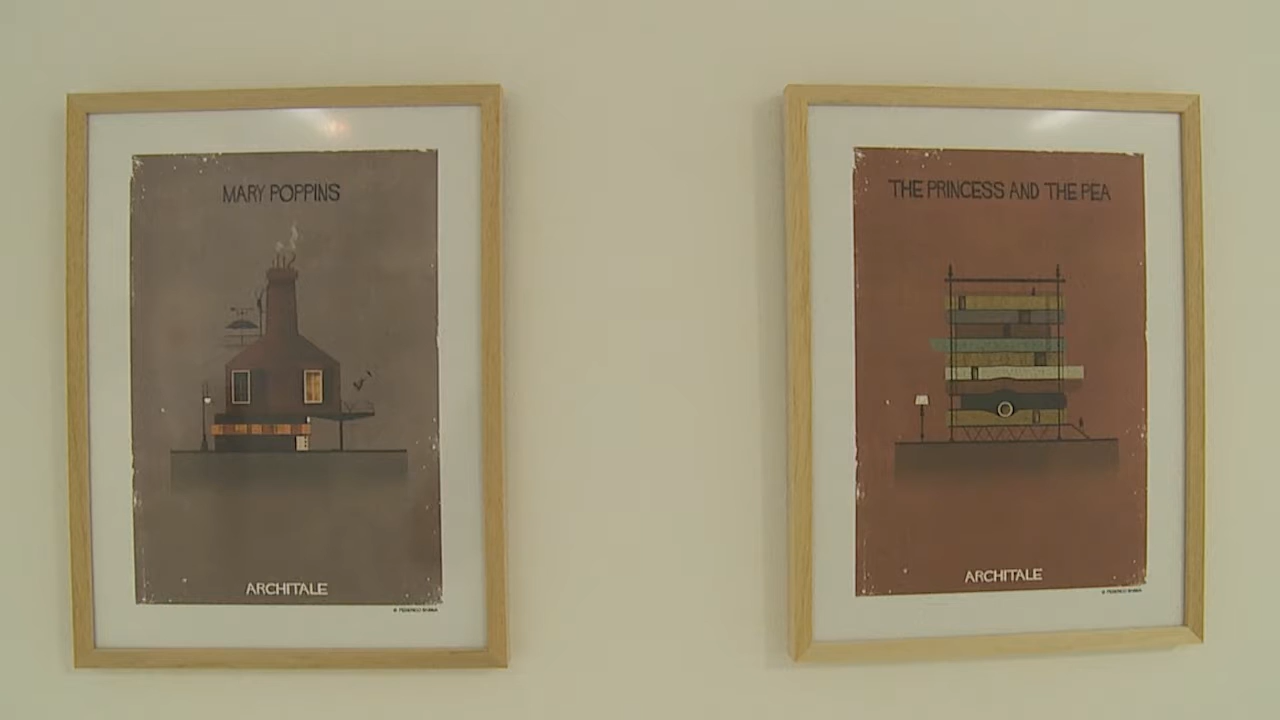 MARY POPPINS
ARCHITALE
THE PRINCESS AND THE PEA
ARCHITALE